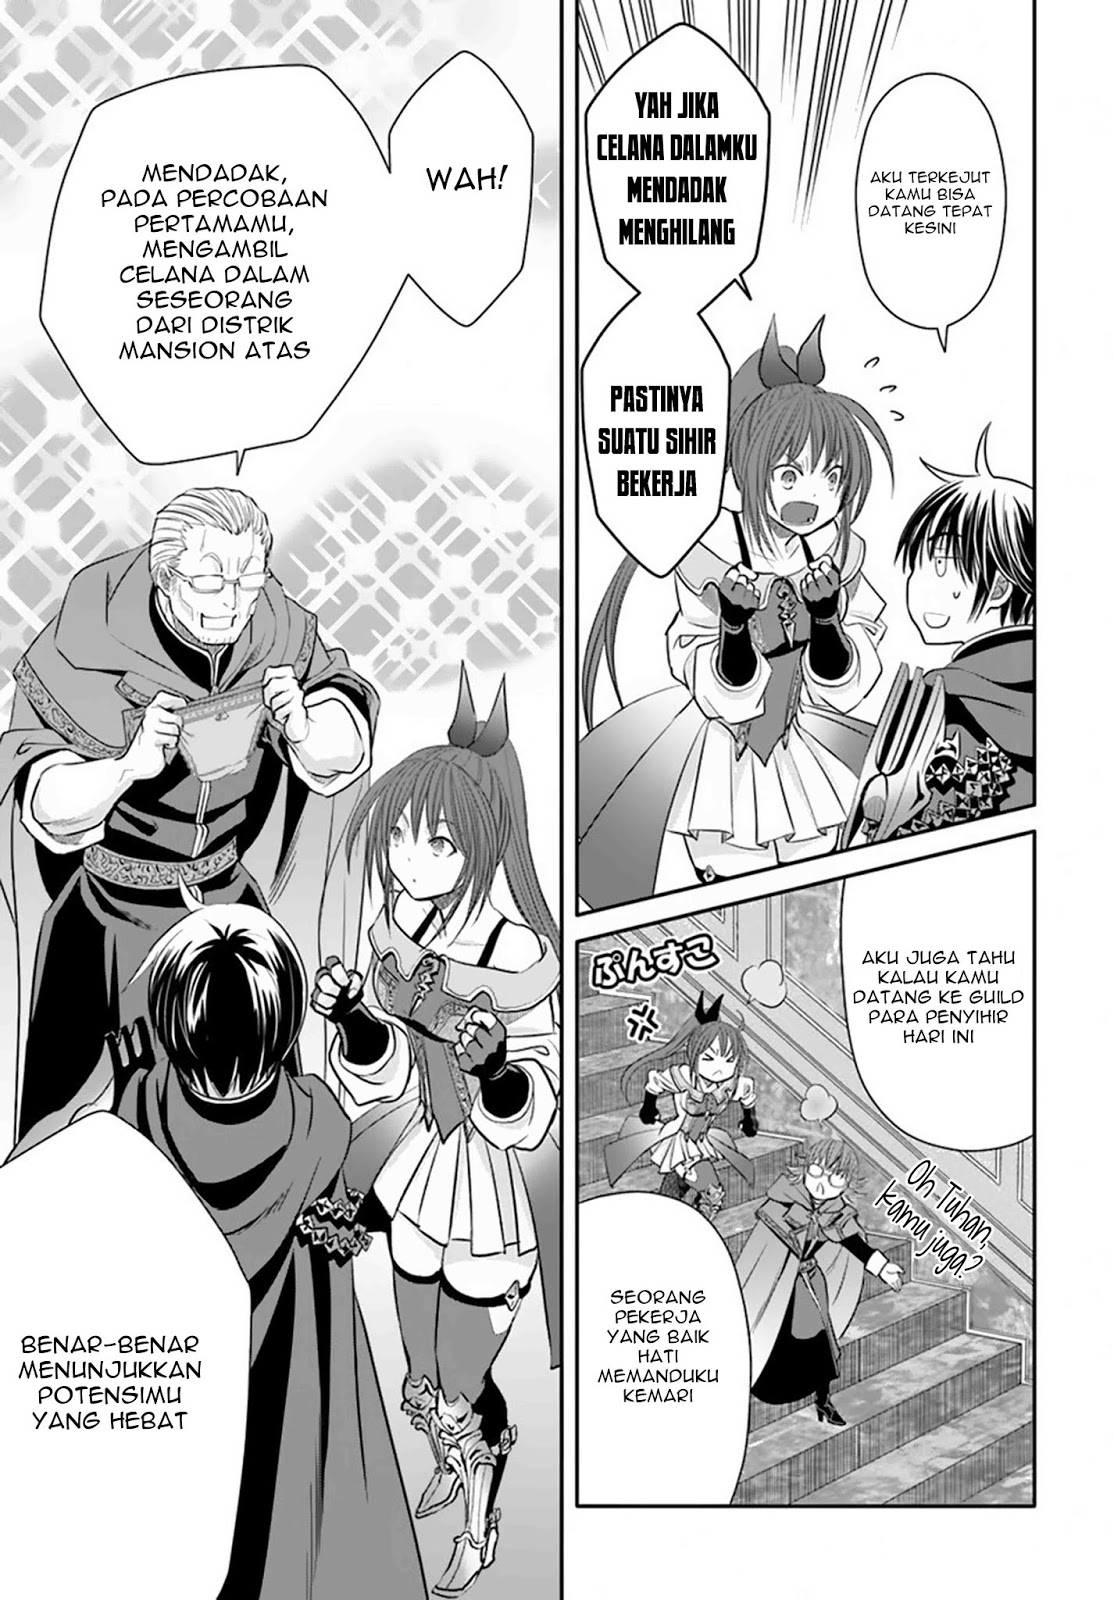 AKU TERKEJUT
KAMU BISA
DATANG TEPAT
KESINI
YAH JIKA
CELANA DALAMKU
MENDADAK
MENGHILANG
PASTINYA
SUATU SIHIR
BEKERJA
AKU JUGA TAHU
KALAU KAMU
DATANG KE GUILD
PARA PENYIHIR
HARI INI
ぷんすこ
Oh Tuhan,
kamu juga?
SEORANG
PEKERJA
YANG BAIK
HATI
MEMANDUKU
KEMARI
WAH!
MENDADAK,
PADA PERCOBAAN
PERTAMAMU,
MENGAMBIL
CELANA DALAM
SESEORANG
DARI DISTRIK
MANSION ATAS
BENAR-BENAR
MENUNJUKKAN
POTENSIMU
YANG HEBAT